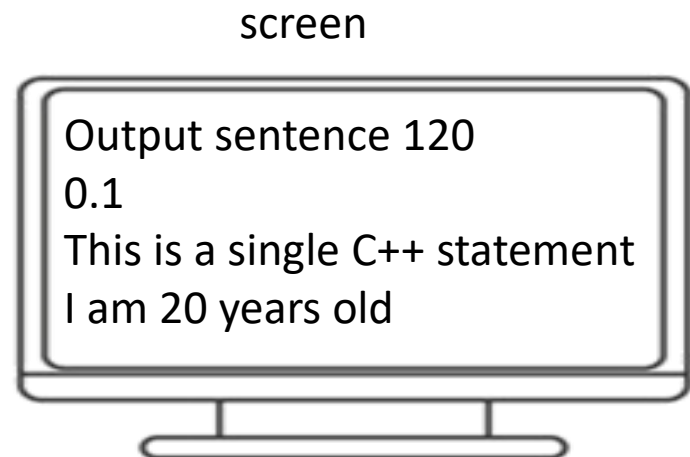 screen
Output sentence 120
0.1
This is a single C++ statement
I am 20 years old